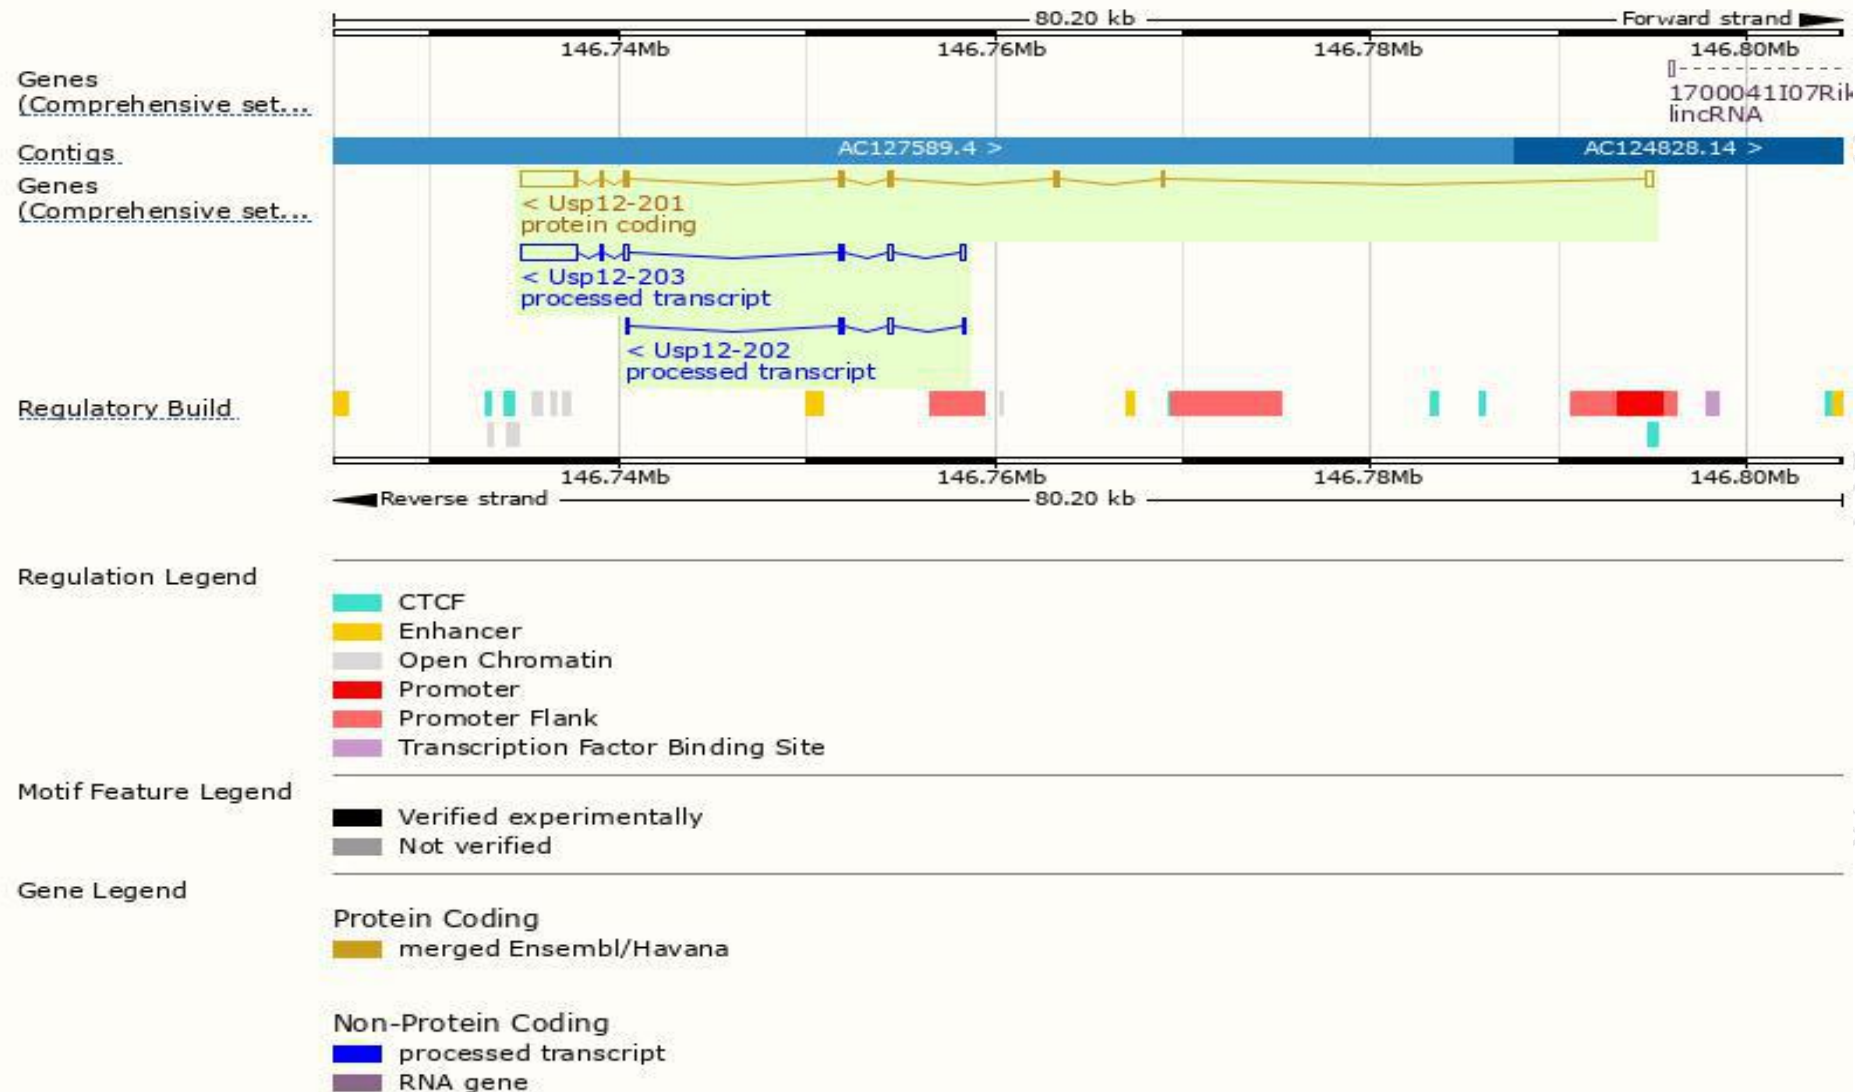 80.20 kb Forward strand
146.74Mb 146.76Mb 146.78Mb 146.80Mb
Genes
(Comprehensive set...
1700041I07Rik
lincRNA
Contigs AC127589.4 > AC124828.14 >
Genes
(Comprehensive set...
< Usp12-201
protein coding
< Usp12-203
processed transcript
< Usp12-202
processed transcript
Regulatory Build
146.74Mb 146.76Mb 146.78Mb 146.80Mb
Reverse strand 80.20 kb
Regulation Legend
CTCF
Enhancer
Open Chromatin
Promoter
Promoter Flank
Transcription Factor Binding Site
Motif Feature Legend
Verified experimentally
Not verified
Gene Legend
Protein Coding
merged Ensembl/Havana
Non-Protein Coding
processed transcript
RNA gene